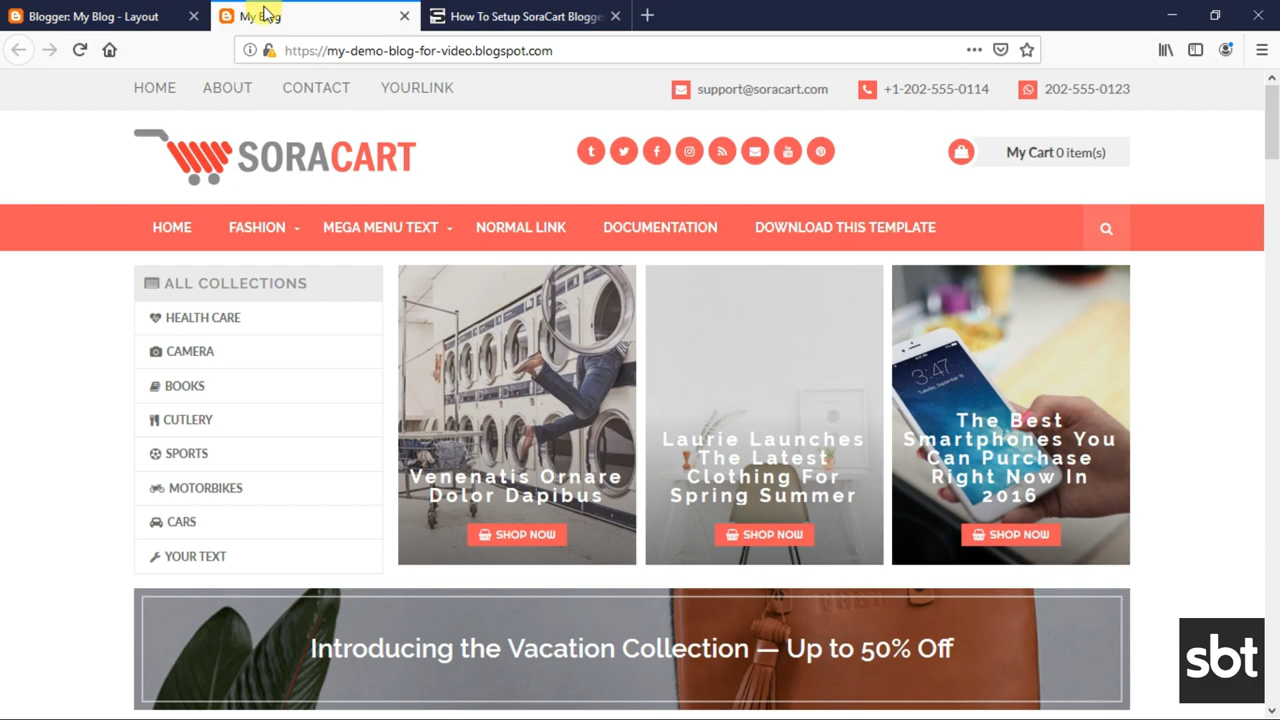 Blogger: My Blog - Layout
My Blog
How To Setup SoraCart Blogge
https://my-demo-blog-for-video.blogspot.com
HOME ABOUT CONTACT YOURLINK
support@soracart.com +1-202-555-0114 202-555-0123
SORACART
My Cart 0 item(s)
HOME FASHION MEGA MENU TEXT NORMAL LINK DOCUMENTATION DOWNLOAD THIS TEMPLATE
ALL COLLECTIONS
HEALTH CARE
CAMERA
BOOKS
CUTLERY
SPORTS
MOTORBIKES
CARS
YOUR TEXT
Venenatis Ornare
Dolor Dapibus
SHOP NOW
Laurie Launches
The Latest
Clothing For
Spring Summer
SHOP NOW
3:47
The Best
Smartphones You
Can Purchase
Right Now In
2016
SHOP NOW
Introducing the Vacation Collection — Up to 50% Off
sbt